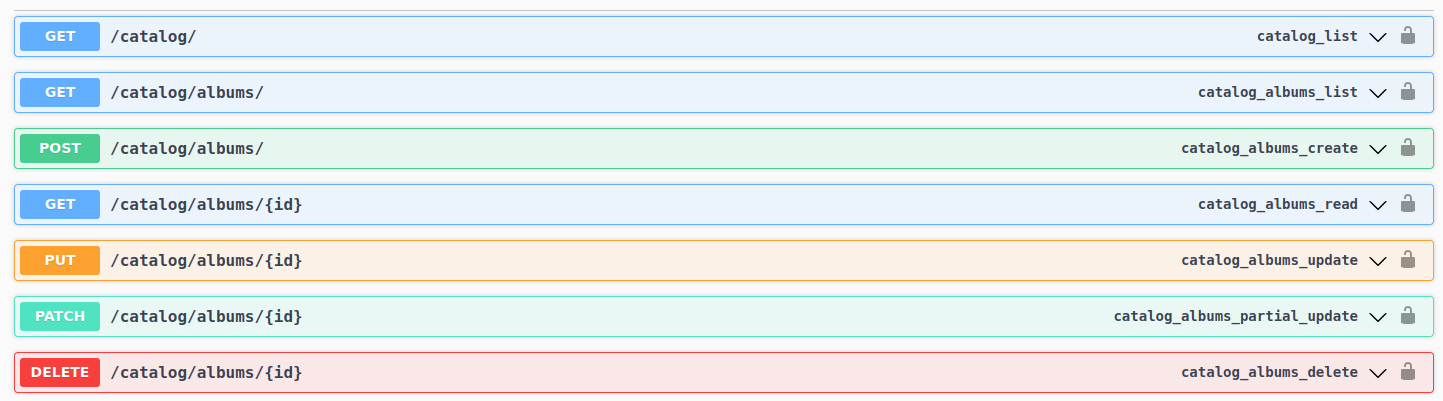 GET /catalog/ catalog_list
GET /catalog/albums/ catalog_albums_list
POST /catalog/albums/ catalog_albums_create
GET /catalog/albums/{id} catalog_albums_read
PUT /catalog/albums/{id} catalog_albums_update
PATCH /catalog/albums/{id} catalog_albums_partial_update
DELETE /catalog/albums/{id} catalog_albums_delete